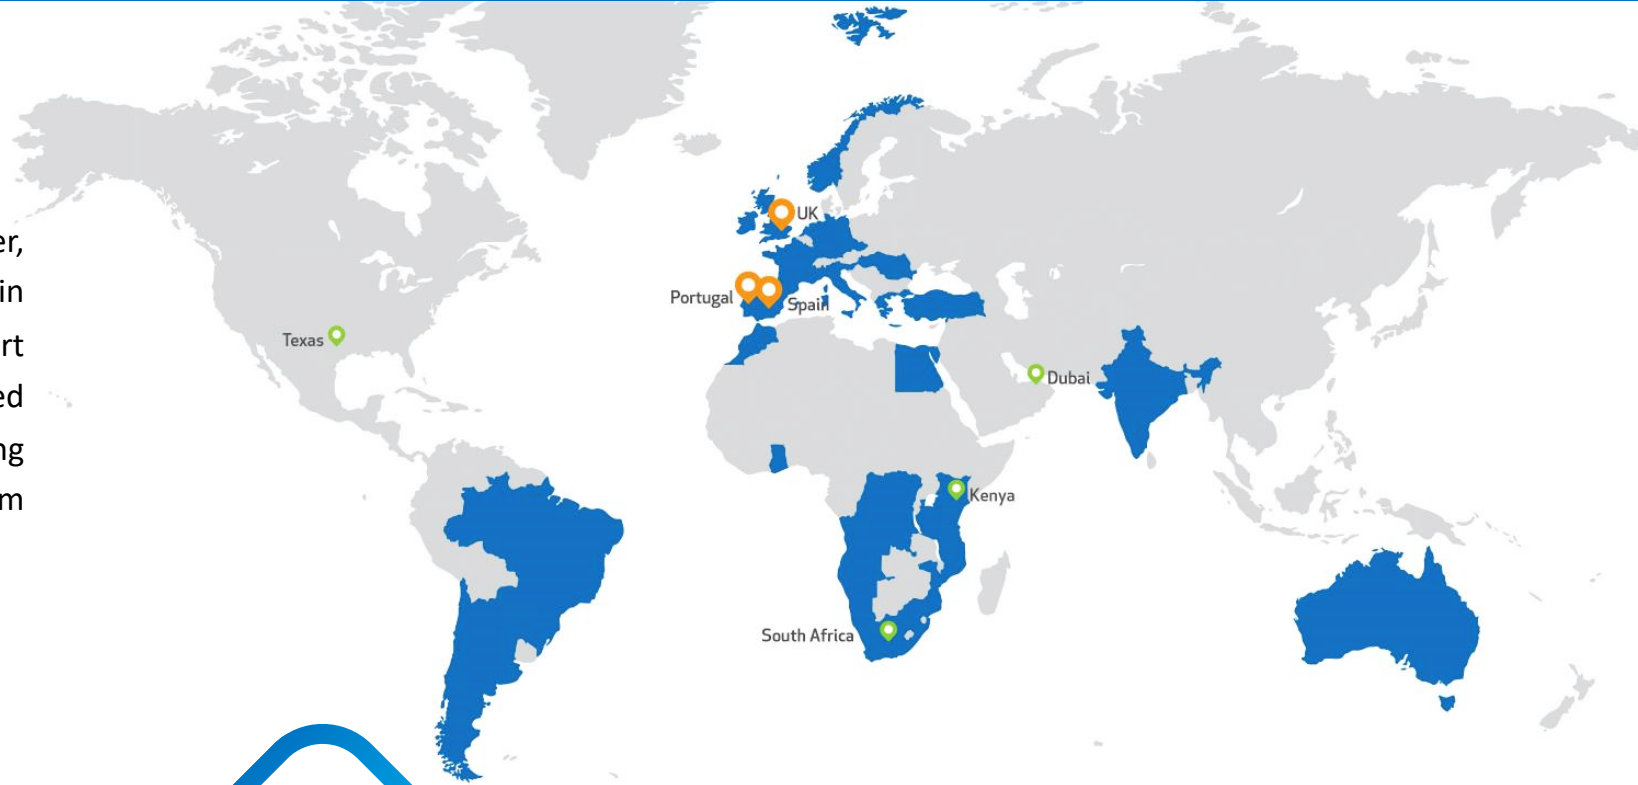 er,
in
rt
ed
ng
m
UK
Portugal
Spain
Texas
Dubai
Kenya
South Africa